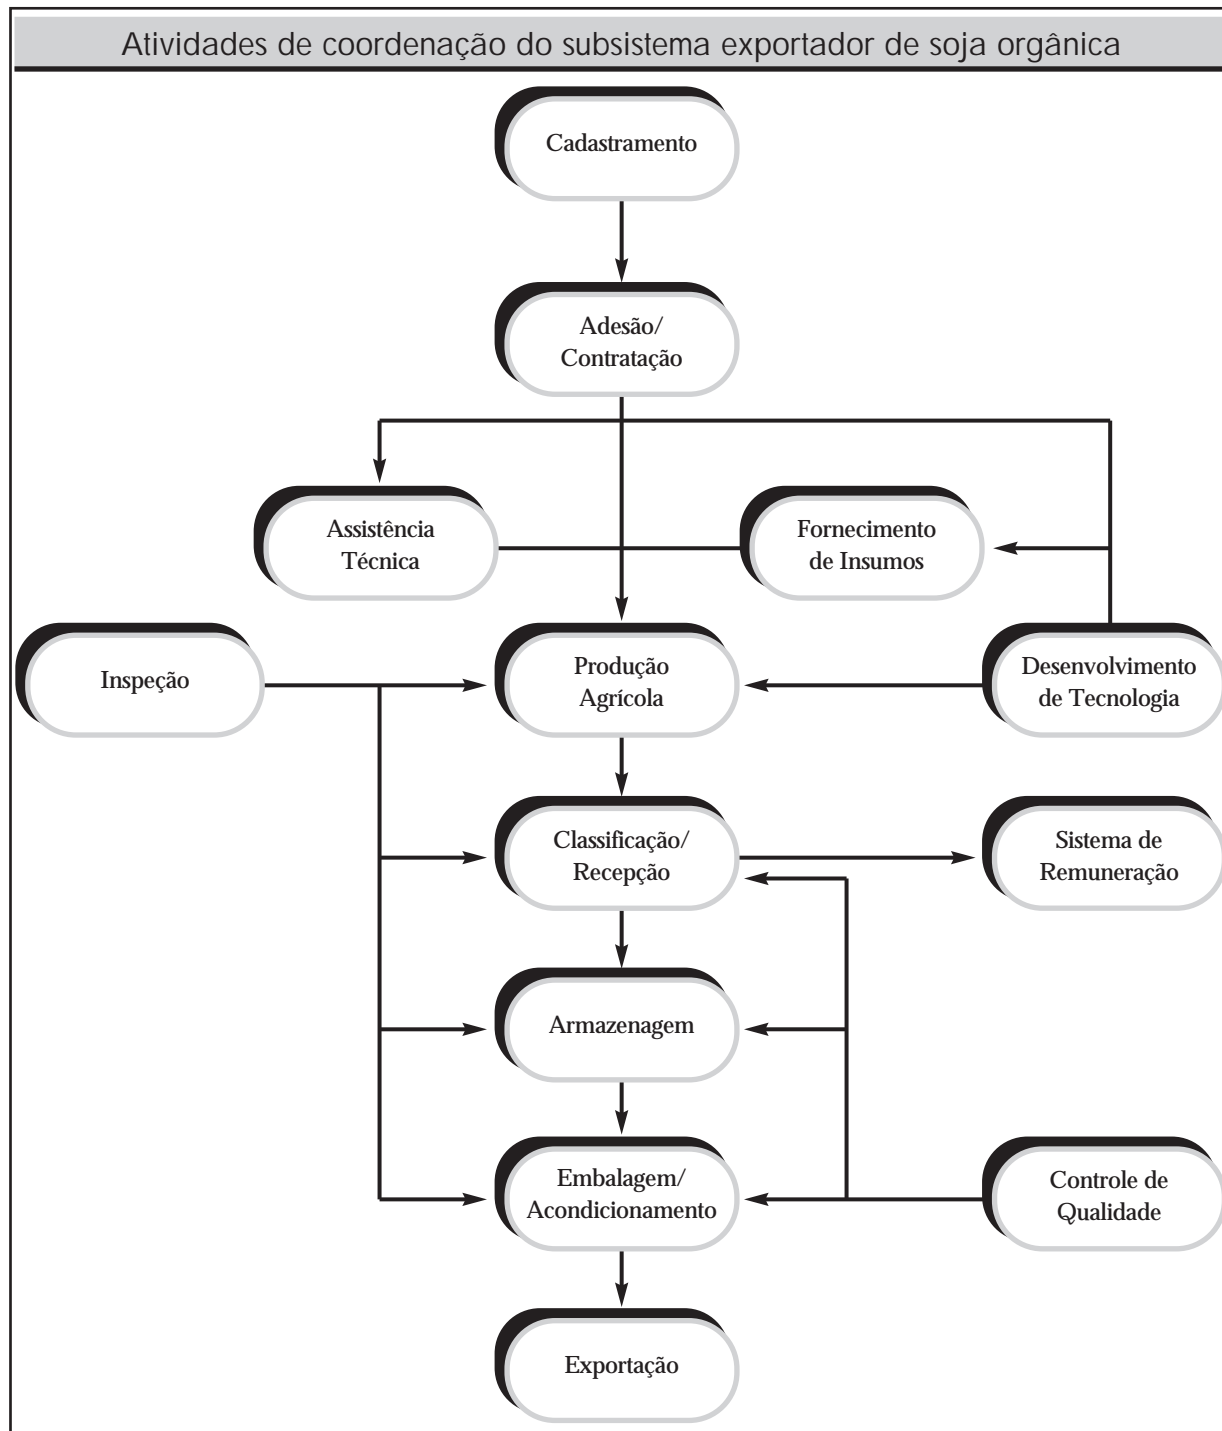 Atividades de coordenação do subsistema exportador de soja orgânica
Cadastramento
Adesão/
Contratação
Assistência
Técnica
Fornecimento
de Insumos
Inspeção
Produção
Agrícola
Desenvolvimento
de Tecnologia
Classificação/
Recepção
Sistema de
Remuneração
Armazenagem
Embalagem/
Acondicionamento
Controle de
Qualidade
Exportação